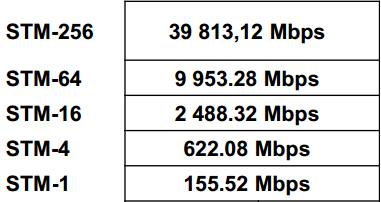 STM-256 39 813,12 Mbps
STM-64 9 953.28 Mbps
STM-16 2 488.32 Mbps
STM-4 622.08 Mbps
STM-1 155.52 Mbps